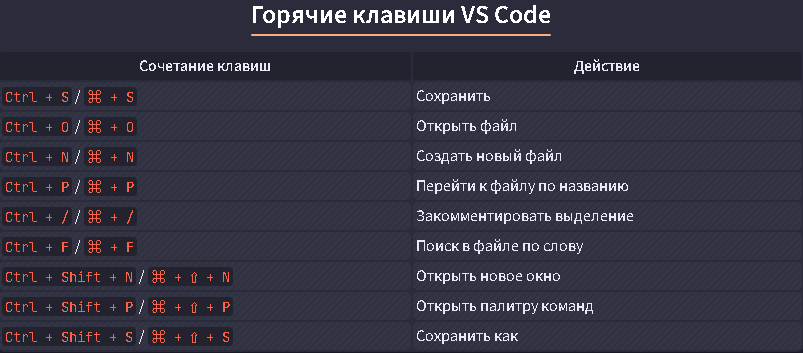 Горячие клавиши VS Code
Сочетание клавиш Действие
Ctrl + S / ⌘ + S Сохранить
Ctrl + O / ⌘ + O Открыть файл
Ctrl + N / ⌘ + N Создать новый файл
Ctrl + P / ⌘ + P Перейти к файлу по названию
Ctrl + / / ⌘ + / Закомментировать выделение
Ctrl + F / ⌘ + F Поиск в файле по слову
Ctrl + Shift + N / ⌘ + ⇧ + N Открыть новое окно
Ctrl + Shift + P / ⌘ + ⇧ + P Открыть палитру команд
Ctrl + Shift + S / ⌘ + ⇧ + S Сохранить как